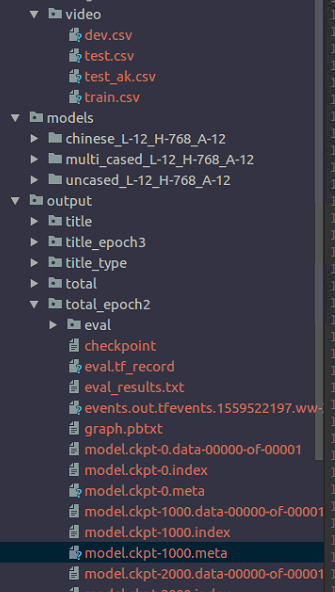 video
dev.csv
test.csv
test_ak.csv
train.csv
models
chinese_L-12_H-768_A-12
multi_cased_L-12_H-768_A-12
uncased_L-12_H-768_A-12
output
title
title_epoch3
title_type
total
total_epoch2
eval
checkpoint
eval.tf_record
eval_results.txt
events.out.tfevents.1559522197.ww-
graph.pbtxt
model.ckpt-0.data-00000-of-00001
model.ckpt-0.index
model.ckpt-0.meta
model.ckpt-1000.data-00000-of-00001
model.ckpt-1000.index
model.ckpt-1000.meta
model.ckpt-2000.data-00000-of-00001
model.ckpt-2000.index